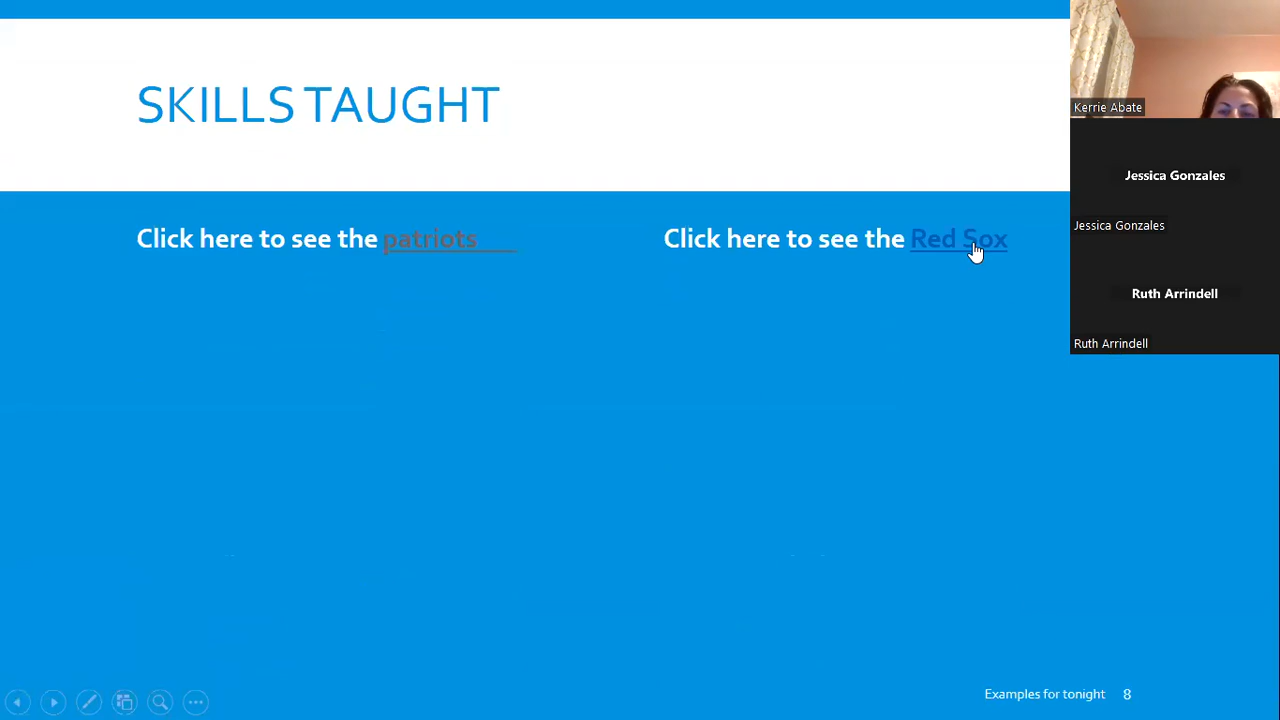 SKILLS TAUGHT
Click here to see the patriots
Click here to see the Red Sox
Kerrie Abate
Jessica Gonzales
Jessica Gonzales
Ruth Arrindell
Ruth Arrindell
Examples for tonight 8